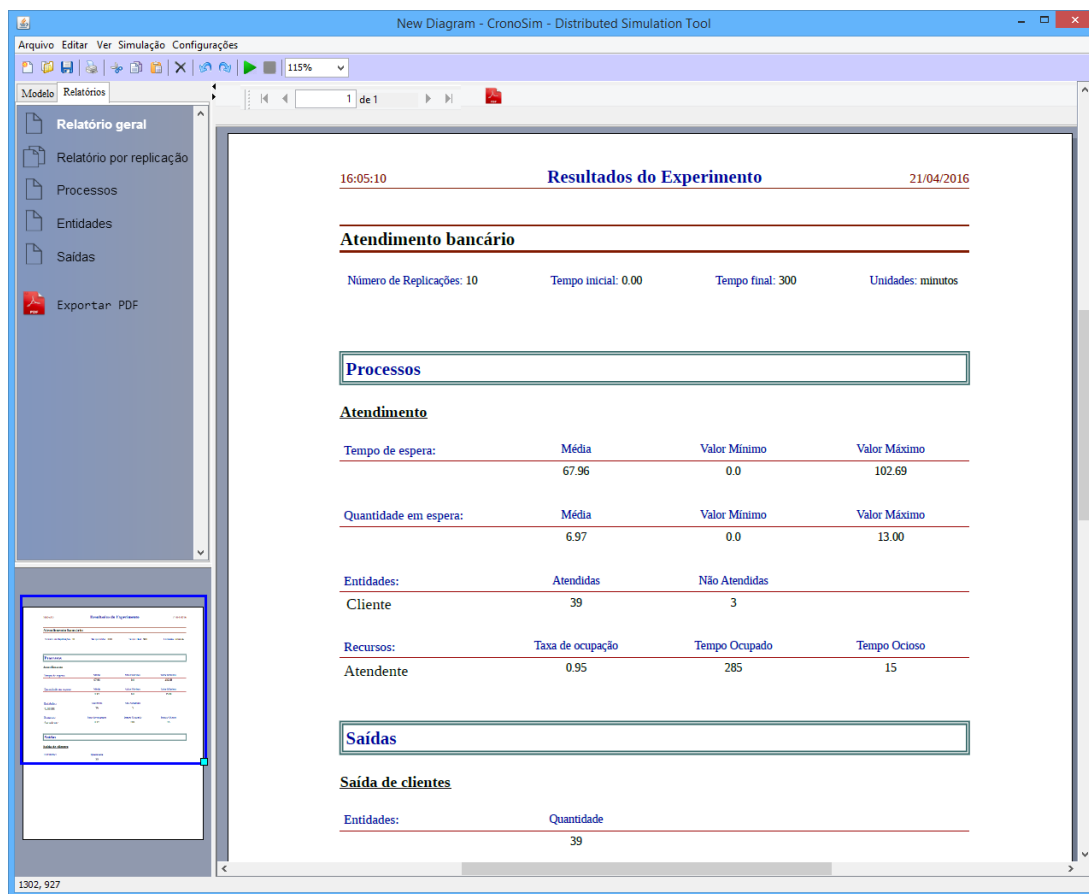 New Diagram - CronoSim - Distributed Simulation Tool
Arquivo Editar Ver Simulação Configurações
115%
Modelo Relatórios
1 de 1
Relatório geral
Relatório por replicação
Processos
Entidades
Saídas
Exportar PDF
16:05:10 Resultados do Experimento 21/04/2016
Atendimento bancário
Número de Replicações: 10 Tempo inicial: 0.00 Tempo final: 300 Unidades: minutos
Processos
Atendimento
Tempo de espera: Média Valor Mínimo Valor Máximo
67.96 0.0 102.69
Quantidade em espera: Média Valor Mínimo Valor Máximo
6.97 0.0 13.00
Entidades: Atendidas Não Atendidas
Cliente 39 3
Recursos: Taxa de ocupação Tempo Ocupado Tempo Ocioso
Atendente 0.95 285 15
Saídas
Saída de clientes
Entidades: Quantidade
39
1302, 927